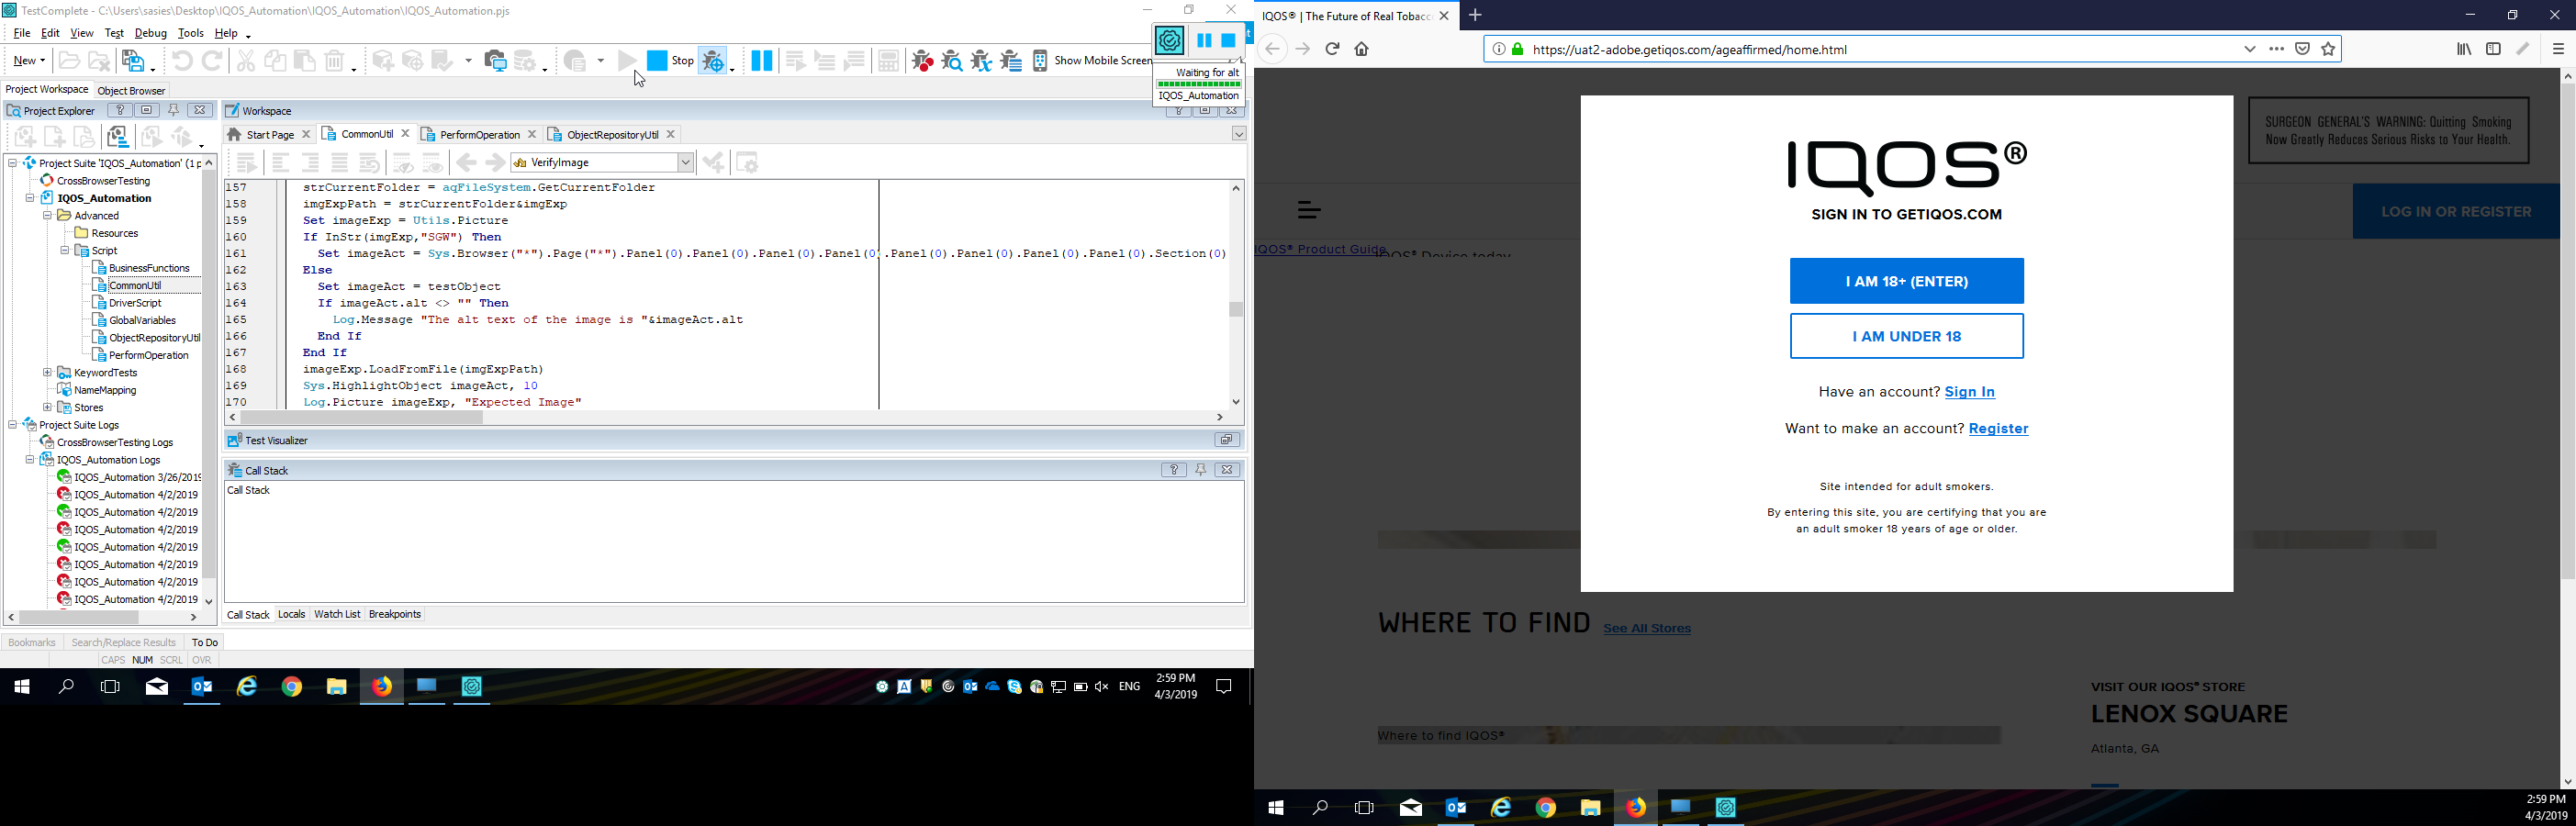 TestComplete - C:\Users\sasies\Desktop\IQOS_Automation\IQOS_Automation\IQOS_Automation.pjs
File Edit View Test Debug Tools Help
New Stop Show Mobile Screen
Waiting for alt
IQOS_Automation
Project Workspace Object Browser
Project Explorer
Project Suite 'IQOS_Automation' (1 p
CrossBrowserTesting
IQOS_Automation
Advanced
Resources
Script
BusinessFunctions
CommonUtil
DriverScript
GlobalVariables
ObjectRepositoryUtil
PerformOperation
KeywordTests
NameMapping
Stores
Project Suite Logs
CrossBrowserTesting Logs
IQOS_Automation Logs
IQOS_Automation 3/26/2019
IQOS_Automation 4/2/2019
IQOS_Automation 4/2/2019
IQOS_Automation 4/2/2019
IQOS_Automation 4/2/2019
IQOS_Automation 4/2/2019
IQOS_Automation 4/2/2019
IQOS_Automation 4/2/2019
Workspace
Start Page CommonUtil PerformOperation ObjectRepositoryUtil
VerifyImage
157 strCurrentFolder = aqFileSystem.GetCurrentFolder
158 imgExpPath = strCurrentFolder&imgExp
159 Set imageExp = Utils.Picture
160 If InStr(imgExp,"SGW") Then
161 Set imageAct = Sys.Browser("*").Page("*").Panel(0).Panel(0).Panel(0).Panel(0).Panel(0).Panel(0).Panel(0).Panel(0).Section(0)
162 Else
163 Set imageAct = testObject
164 If imageAct.alt <> "" Then
165 Log.Message "The alt text of the image is "&imageAct.alt
166 End If
167 End If
168 imageExp.LoadFromFile(imgExpPath)
169 Sys.HighlightObject imageAct, 10
170 Log.Picture imageExp, "Expected Image"
Test Visualizer
Call Stack
Call Stack
Call Stack Locals Watch List Breakpoints
Bookmarks Search/Replace Results To Do
CAPS NUM SCRL OVR
ENG
2:59 PM
4/3/2019
IQOS® | The Future of Real Tobacc
https://uat2-adobe.getiqos.com/ageaffirmed/home.html
SURGEON GENERAL'S WARNING: Quitting Smoking
Now Greatly Reduces Serious Risks to Your Health.
LOG IN OR REGISTER
IQOS® Product Guide
IQOS® Device today
IQOS®
SIGN IN TO GETIQOS.COM
I AM 18+ (ENTER)
I AM UNDER 18
Have an account? Sign In
Want to make an account? Register
Site intended for adult smokers.
By entering this site, you are certifying that you are
an adult smoker 18 years of age or older.
WHERE TO FIND See All Stores
Where to find IQOS®
VISIT OUR IQOS® STORE
LENOX SQUARE
Atlanta, GA
2:59 PM
4/3/2019